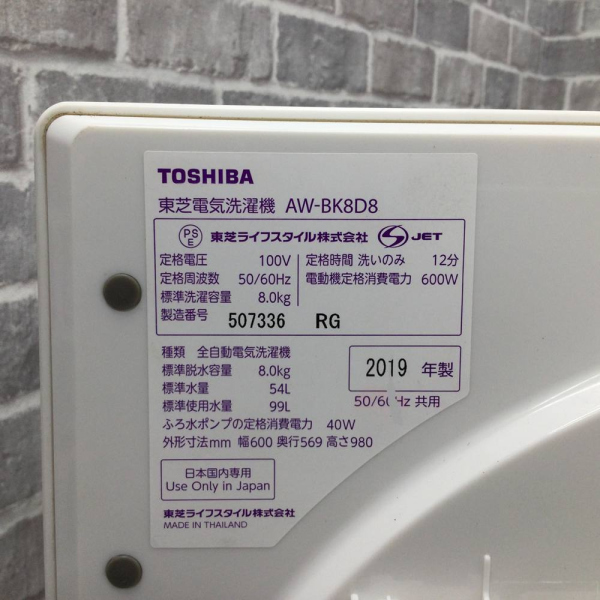 TOSHIBA
東芝電気洗濯機 AW-BK8D8
PS E 東芝ライフスタイル株式会社 S JET
定格電圧 100V 定格時間 洗いのみ 12分
定格周波数 50/60Hz 電動機定格消費電力 600W
標準洗濯容量 8.0kg
製造番号 507336 RG
種類 全自動電気洗濯機
標準脱水容量 8.0kg
標準水量 54L
標準使用水量 99L
2019 年製
50/60Hz 共用
ふろ水ポンプの定格消費電力 40W
外形寸法mm 幅600 奥行569 高さ980
日本国内専用
Use Only in Japan
東芝ライフスタイル株式会社
MADE IN THAILAND